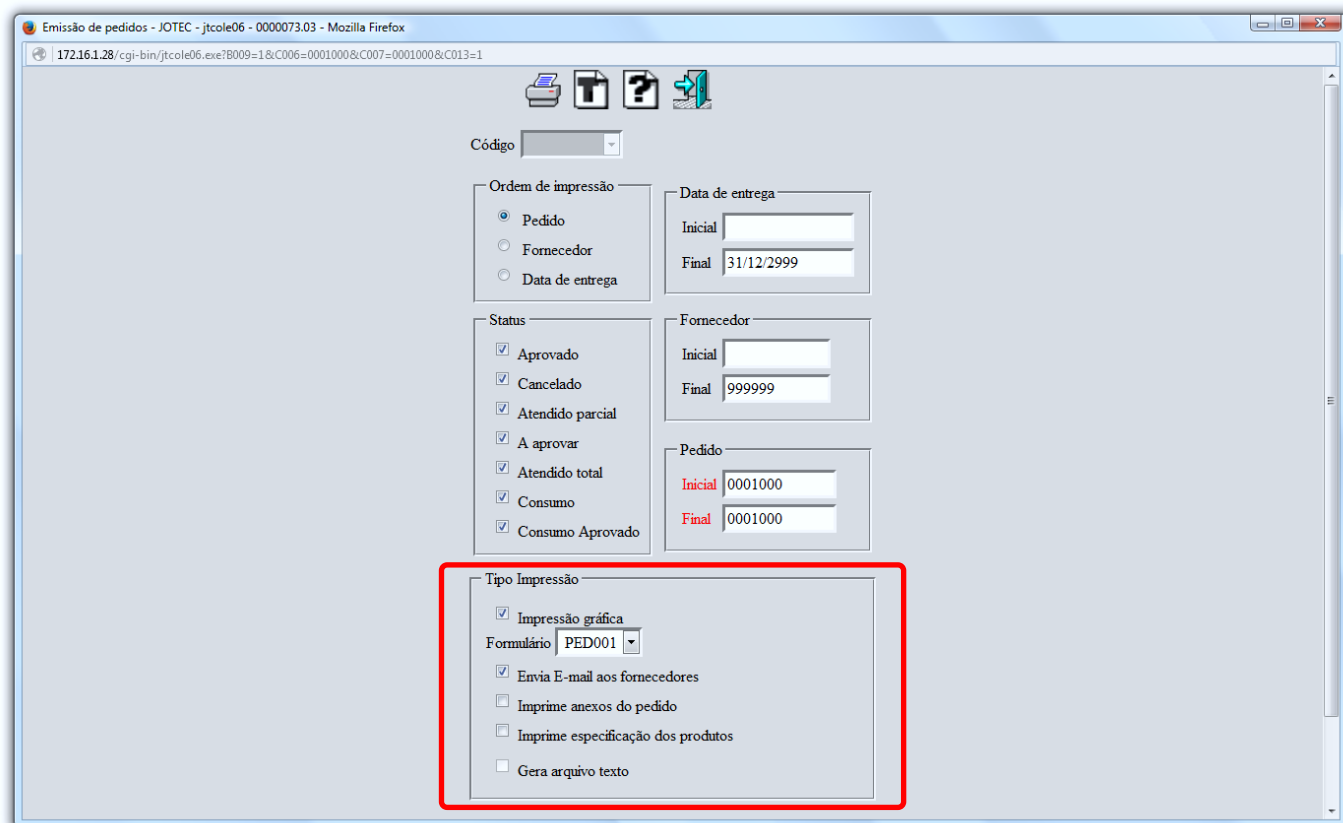 Emissão de pedidos - JOTEC - jtcole06 - 0000073.03 - Mozilla Firefox
172.16.1.28/cgi-bin/jtcole06.exe?B009=1&C006=0001000&C007=0001000&C013=1
T ?
Código
Ordem de impressão
Pedido
Fornecedor
Data de entrega
Data de entrega
Inicial
Final 31/12/2999
Status
Aprovado
Cancelado
Atendido parcial
A aprovar
Atendido total
Consumo
Consumo Aprovado
Fornecedor
Inicial
Final 999999
Pedido
Inicial 0001000
Final 0001000
Tipo Impressão
Impressão gráfica
Formulário PED001
Envia E-mail aos fornecedores
Imprime anexos do pedido
Imprime especificação dos produtos
Gera arquivo texto